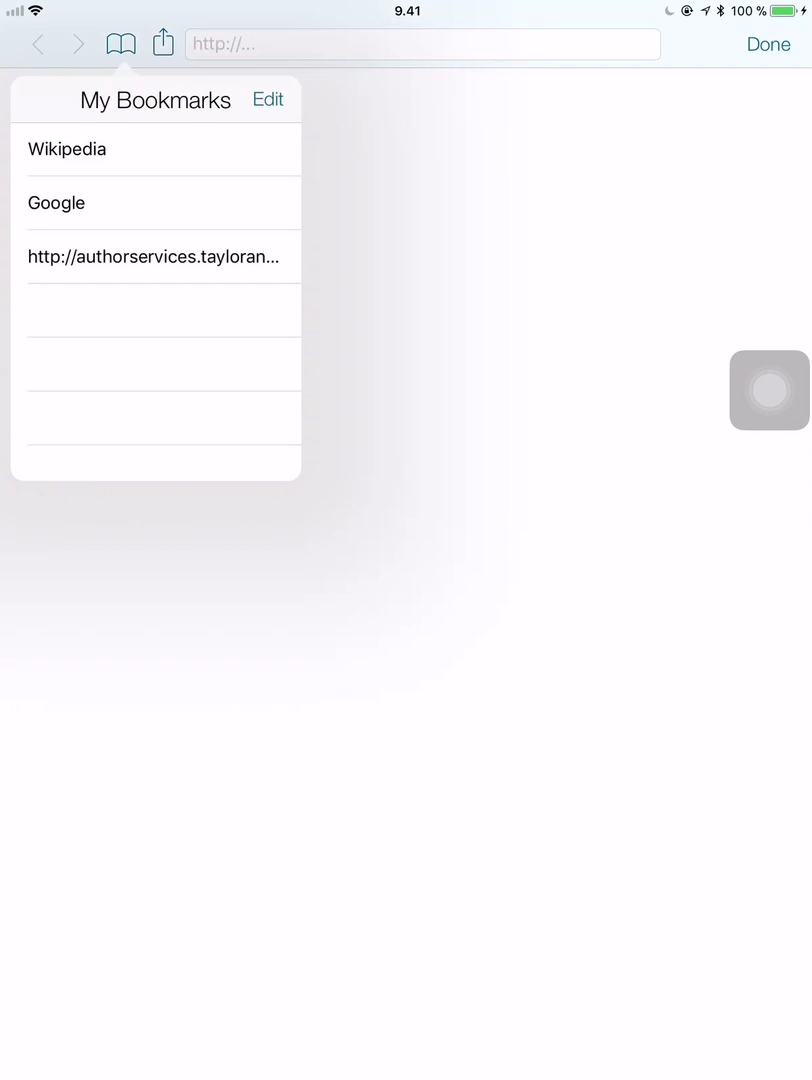 9.41
100 %
http://...
Done
My Bookmarks
Edit
Wikipedia
Google
http://authorservices.tayloran...